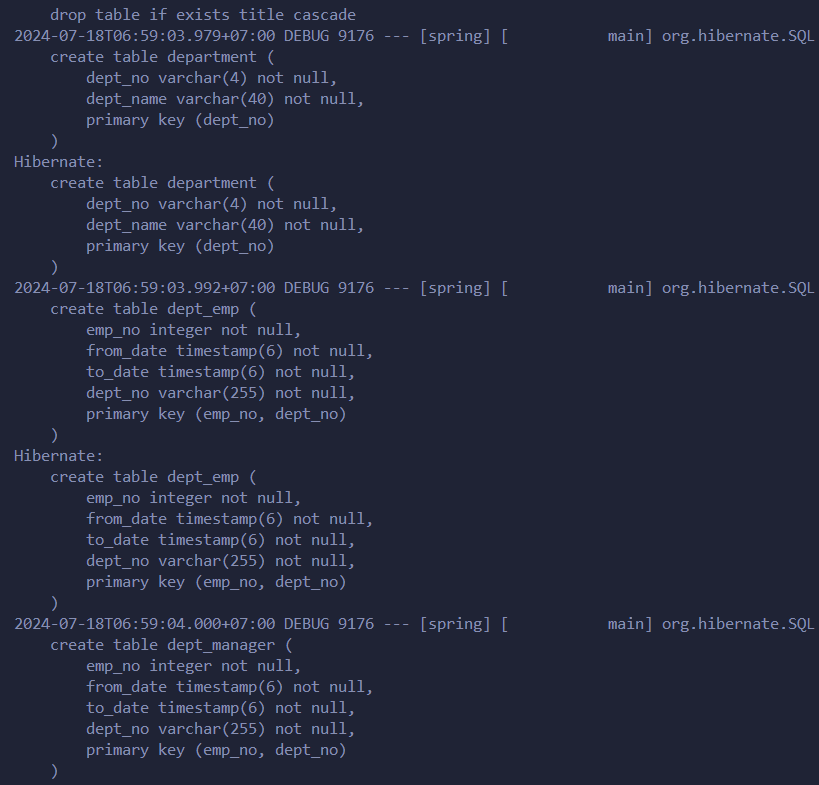 drop table if exists title cascade
2024-07-18T06:59:03.979+07:00 DEBUG 9176 --- [spring] [           main] org.hibernate.SQL
    create table department (
        dept_no varchar(4) not null,
        dept_name varchar(40) not null,
        primary key (dept_no)
    )
Hibernate:
    create table department (
        dept_no varchar(4) not null,
        dept_name varchar(40) not null,
        primary key (dept_no)
    )
2024-07-18T06:59:03.992+07:00 DEBUG 9176 --- [spring] [           main] org.hibernate.SQL
    create table dept_emp (
        emp_no integer not null,
        from_date timestamp(6) not null,
        to_date timestamp(6) not null,
        dept_no varchar(255) not null,
        primary key (emp_no, dept_no)
    )
Hibernate:
    create table dept_emp (
        emp_no integer not null,
        from_date timestamp(6) not null,
        to_date timestamp(6) not null,
        dept_no varchar(255) not null,
        primary key (emp_no, dept_no)
    )
2024-07-18T06:59:04.000+07:00 DEBUG 9176 --- [spring] [           main] org.hibernate.SQL
    create table dept_manager (
        emp_no integer not null,
        from_date timestamp(6) not null,
        to_date timestamp(6) not null,
        dept_no varchar(255) not null,
        primary key (emp_no, dept_no)
    )